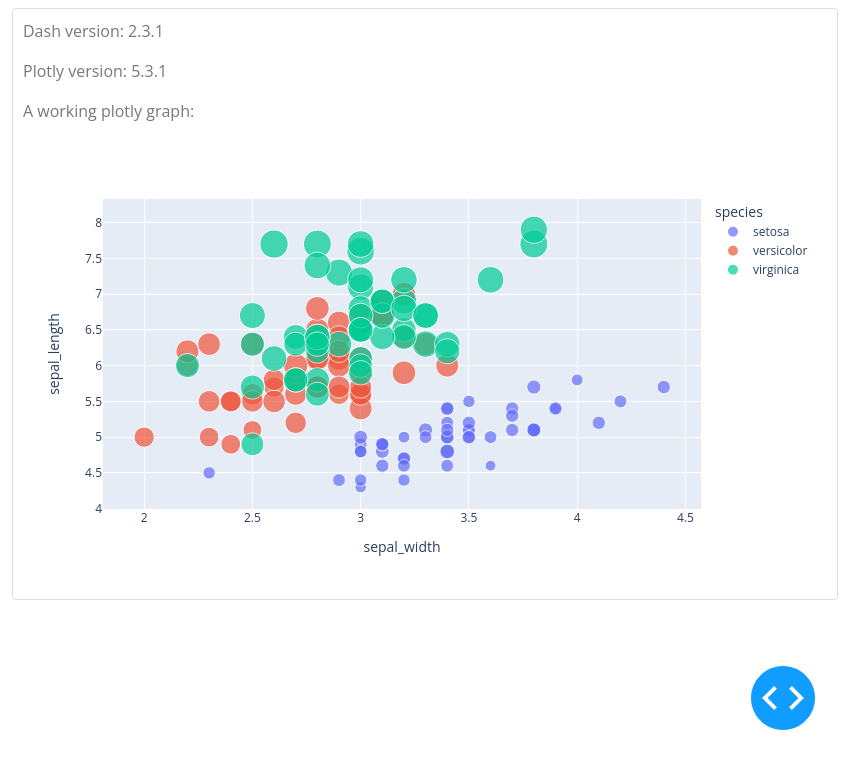 Dash version: 2.3.1
Plotly version: 5.3.1
A working plotly graph:
species
setosa
versicolor
virginica
sepal_length
8
7.5
7
6.5
6
5.5
5
4.5
4
2
2.5
3
3.5
4
4.5
sepal_width